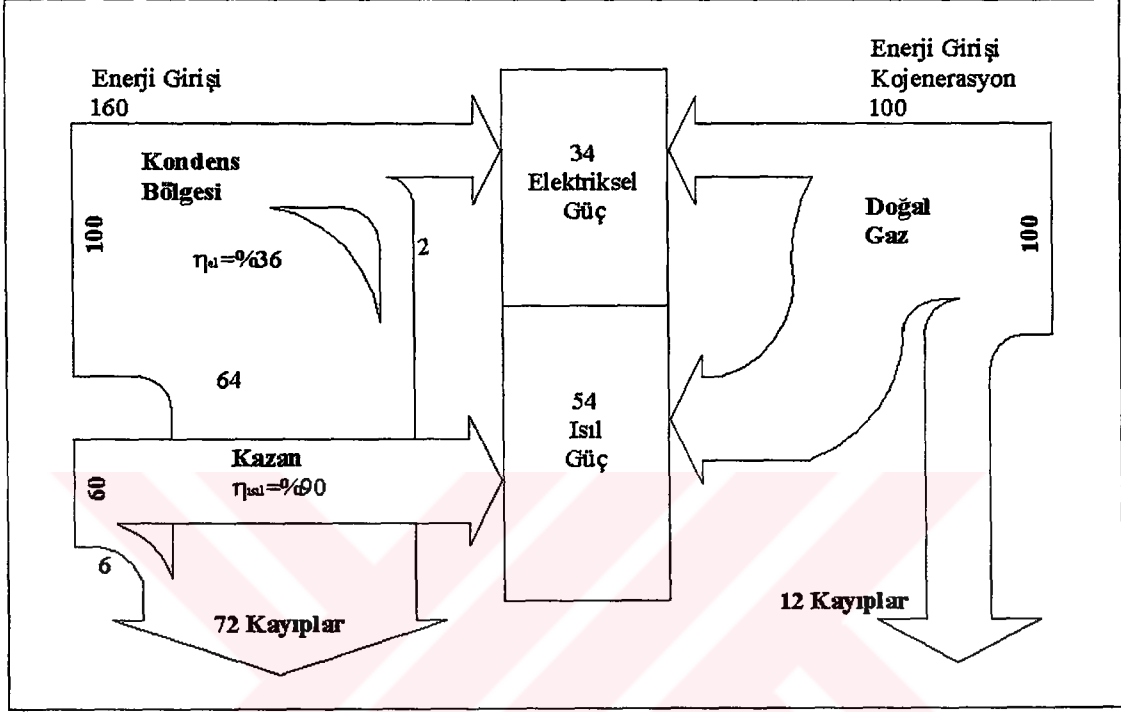 Enerji Girişi
160
Enerji Girişi
Kojenerasyon
100
Kondens
Bölgesi
100
ηel=%36
2
64
34
Elektriksel
Güç
Doğal
Gaz
100
54
Isıl
Güç
Kazan
ηısıl=%90
60
6
72 Kayıplar
12 Kayıplar